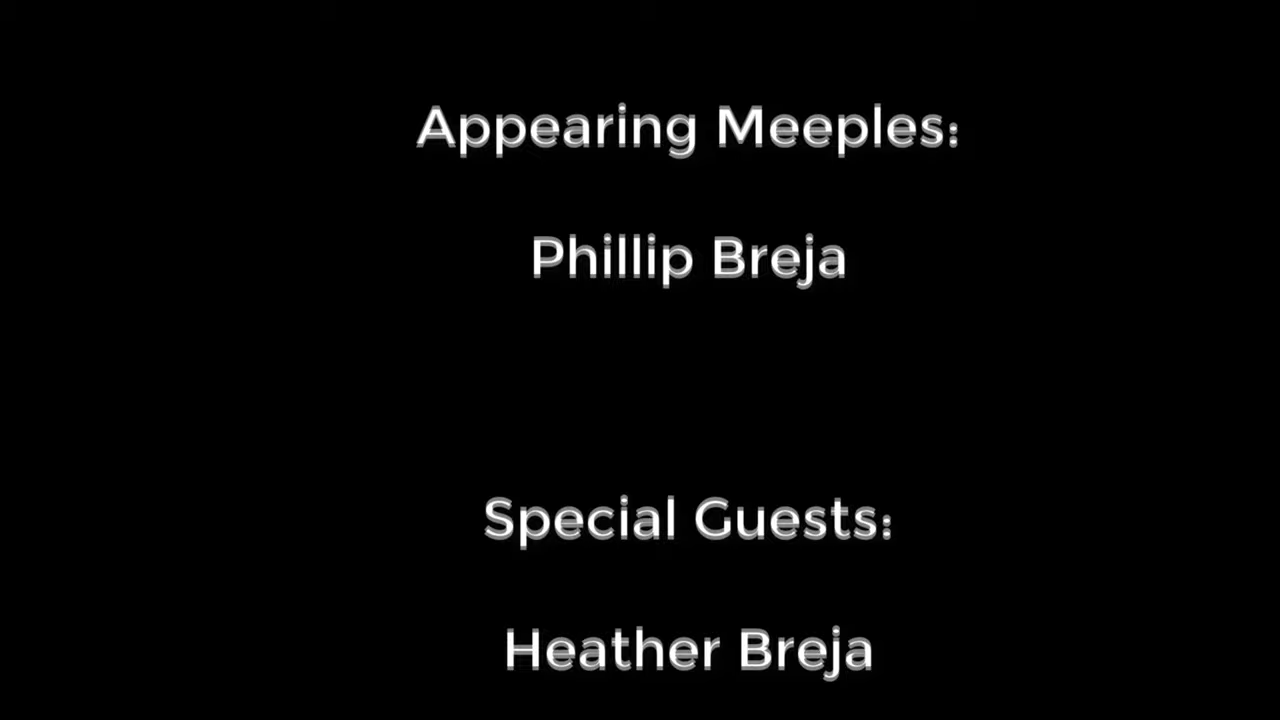 Appearing Meeples:
Phillip Breja
Special Guests:
Heather Breja